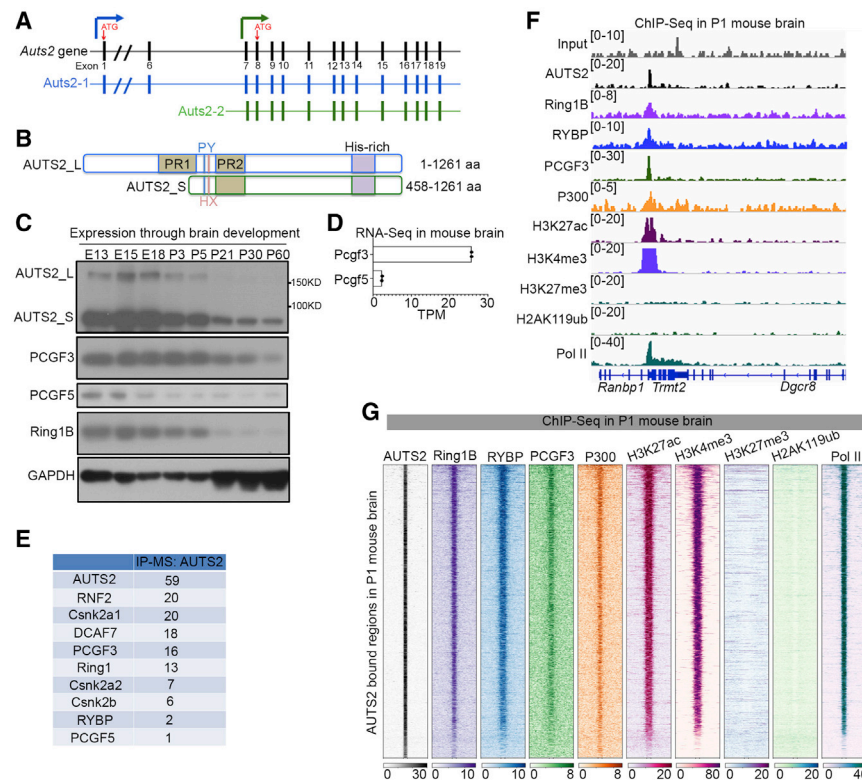 A
ATG
ATG
Auts2 gene
Exon 1 6 7 8 9 10 11 12 13 14 15 16 17 18 19
Auts2-1
Auts2-2
B
PY
His-rich
AUTS2_L PR1 PR2 1-1261 aa
AUTS2_S 458-1261 aa
HX
C
Expression through brain development
E13 E15 E18 P3 P5 P21 P30 P60
AUTS2_L
150KD
100KD
AUTS2_S
PCGF3
PCGF5
Ring1B
GAPDH
D
RNA-Seq in mouse brain
Pcgf3
Pcgf5
0 10 20 30
TPM
E
IP-MS: AUTS2
AUTS2 59
RNF2 20
Csnk2a1 20
DCAF7 18
PCGF3 16
Ring1 13
Csnk2a2 7
Csnk2b 6
RYBP 2
PCGF5 1
F
ChIP-Seq in P1 mouse brain
Input [0-10]
AUTS2 [0-20]
Ring1B [0-8]
RYBP [0-10]
PCGF3 [0-30]
P300 [0-5]
H3K27ac [0-20]
H3K4me3 [0-20]
H3K27me3 [0-20]
H2AK119ub [0-20]
Pol II [0-40]
Ranbp1 Trmt2 Dgcr8
G
ChIP-Seq in P1 mouse brain
AUTS2 Ring1B RYBP PCGF3 P300 H3K27ac H3K4me3 H3K27me3 H2AK119ub Pol II
AUTS2 bound regions in P1 mouse brain
0 30 0 10 0 10 0 8 0 8 0 20 0 20 0 20 0 20 0 40